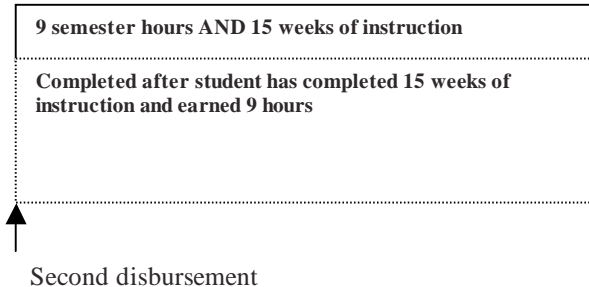 9 semester hours AND 15 weeks of instruction
Completed after student has completed 15 weeks of
instruction and earned 9 hours
Second disbursement